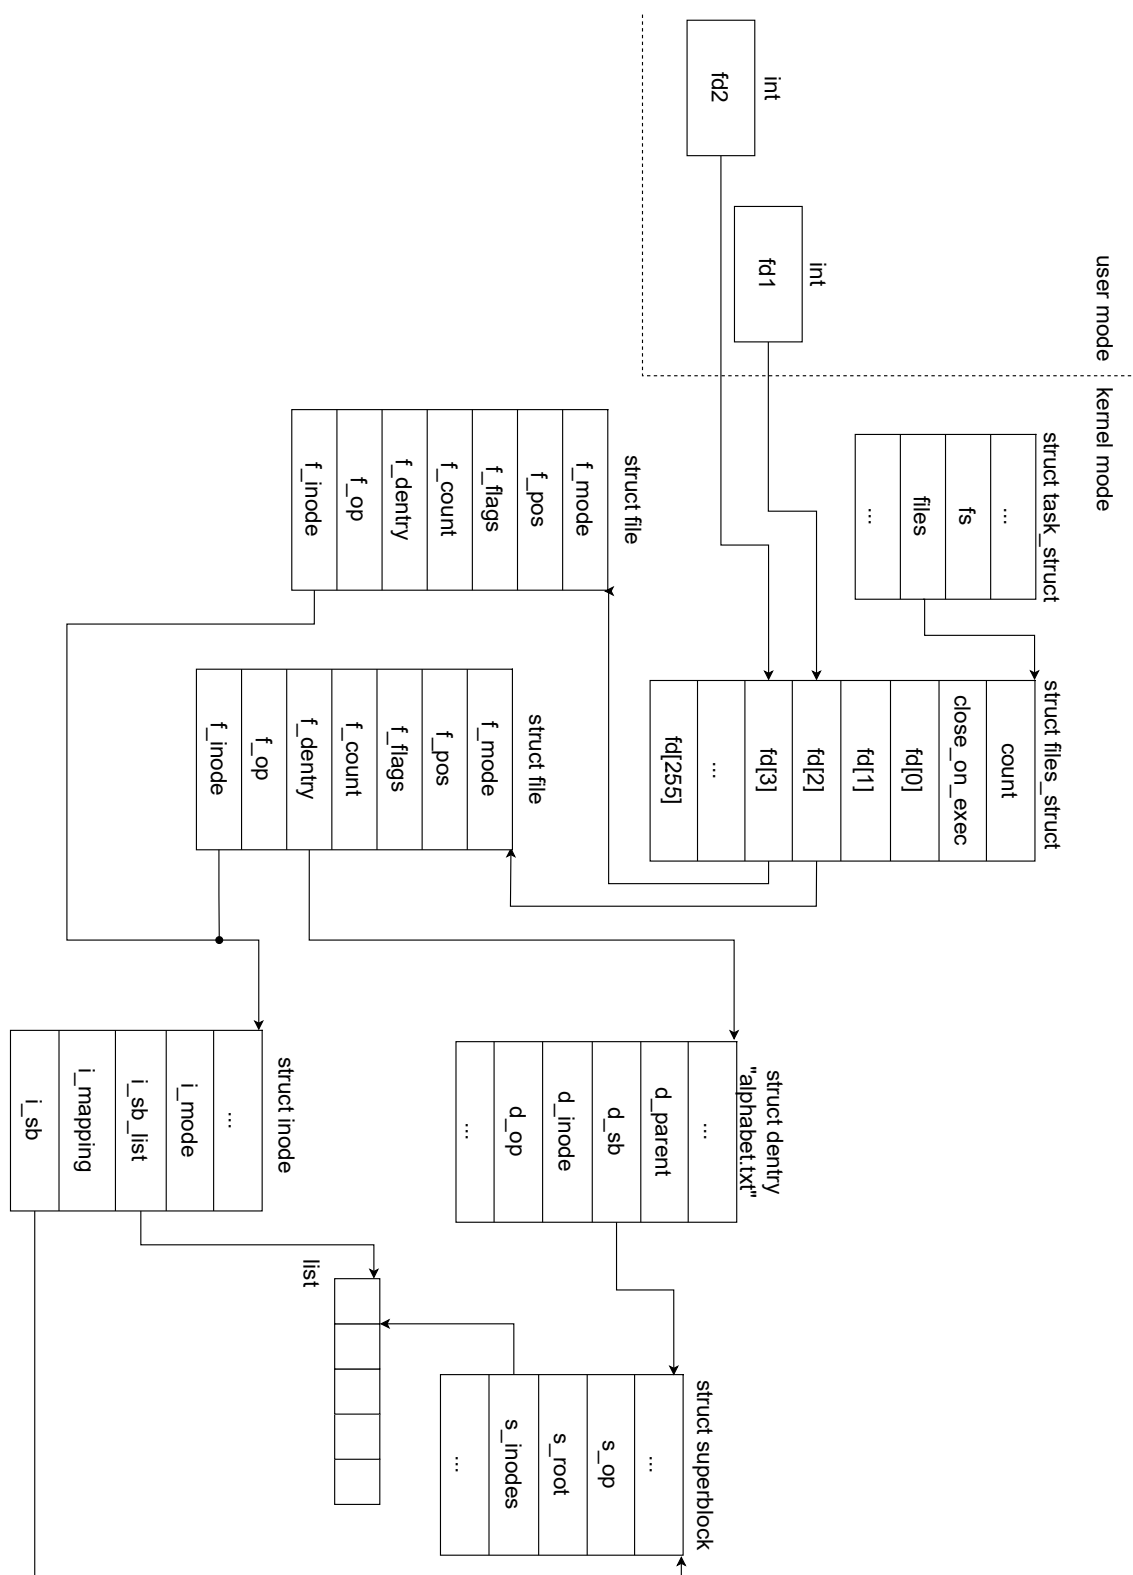 user mode
kernel mode
int
fd1
int
fd2
struct task_struct
...
fs
files
...
struct files_struct
count
close_on_exec
fd[0]
fd[1]
fd[2]
fd[3]
...
fd[255]
struct file
f_mode
f_pos
f_flags
f_count
f_dentry
f_op
f_inode
struct file
f_mode
f_pos
f_flags
f_count
f_dentry
f_op
f_inode
struct dentry
"alphabet.txt"
...
d_parent
d_sb
d_inode
d_op
...
struct inode
...
i_mode
i_sb_list
i_mapping
i_sb
struct superblock
...
s_op
s_root
s_inodes
...
list